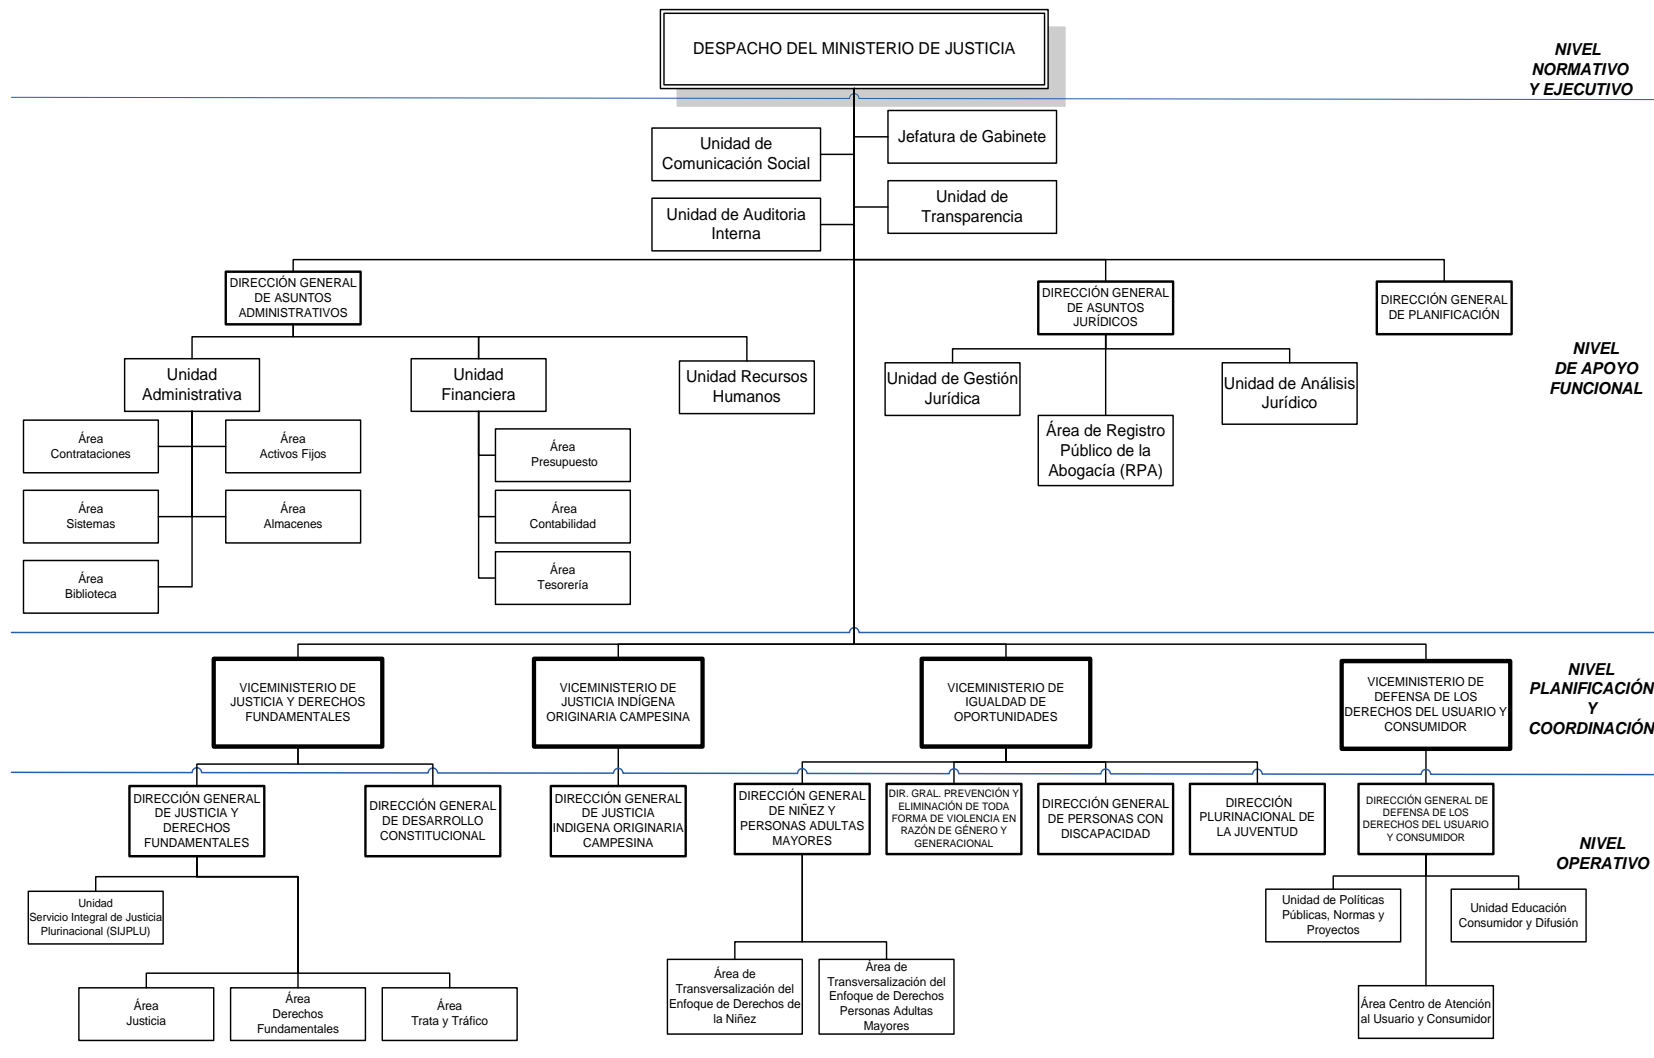 DESPACHO DEL MINISTERIO DE JUSTICIA
NIVEL
NORMATIVO
Y EJECUTIVO
Unidad de
Comunicación Social
Jefatura de Gabinete
Unidad de Auditoria
Interna
Unidad de
Transparencia
DIRECCIÓN GENERAL
DE ASUNTOS
ADMINISTRATIVOS
DIRECCIÓN GENERAL
DE ASUNTOS
JURÍDICOS
DIRECCIÓN GENERAL
DE PLANIFICACIÓN
NIVEL
DE APOYO
FUNCIONAL
Unidad
Administrativa
Unidad
Financiera
Unidad Recursos
Humanos
Unidad de Gestión
Jurídica
Área de Registro
Público de la
Abogacía (RPA)
Unidad de Análisis
Jurídico
Área
Contrataciones
Área
Activos Fijos
Área
Sistemas
Área
Almacenes
Área
Biblioteca
Área
Presupuesto
Área
Contabilidad
Área
Tesorería
VICEMINISTERIO DE
JUSTICIA Y DERECHOS
FUNDAMENTALES
VICEMINISTERIO DE
JUSTICIA INDÍGENA
ORIGINARIA CAMPESINA
VICEMINISTERIO DE
IGUALDAD DE
OPORTUNIDADES
VICEMINISTERIO DE
DEFENSA DE LOS
DERECHOS DEL USUARIO Y
CONSUMIDOR
NIVEL
PLANIFICACIÓN
Y
COORDINACIÓN
DIRECCIÓN GENERAL
DE JUSTICIA Y
DERECHOS
FUNDAMENTALES
DIRECCIÓN GENERAL
DE DESARROLLO
CONSTITUCIONAL
DIRECCIÓN GENERAL
DE JUSTICIA
INDIGENA ORIGINARIA
CAMPESINA
DIRECCIÓN GENERAL
DE NIÑEZ Y
PERSONAS ADULTAS
MAYORES
DIR. GRAL. PREVENCIÓN Y
ELIMINACIÓN DE TODA
FORMA DE VIOLENCIA EN
RAZÓN DE GÉNERO Y
GENERACIONAL
DIRECCIÓN GENERAL
DE PERSONAS CON
DISCAPACIDAD
DIRECCIÓN
PLURINACIONAL DE
LA JUVENTUD
DIRECCIÓN GENERAL DE
DEFENSA DE LOS
DERECHOS DEL USUARIO
Y CONSUMIDOR
NIVEL
OPERATIVO
Unidad
Servicio Integral de Justicia
Plurinacional (SIJPLU)
Área
Justicia
Área
Derechos
Fundamentales
Área
Trata y Tráfico
Área de
Transversalización del
Enfoque de Derechos de
la Niñez
Área de
Transversalización del
Enfoque de Derechos
Personas Adultas
Mayores
Unidad de Políticas
Públicas, Normas y
Proyectos
Unidad Educación
Consumidor y Difusión
Área Centro de Atención
al Usuario y Consumidor